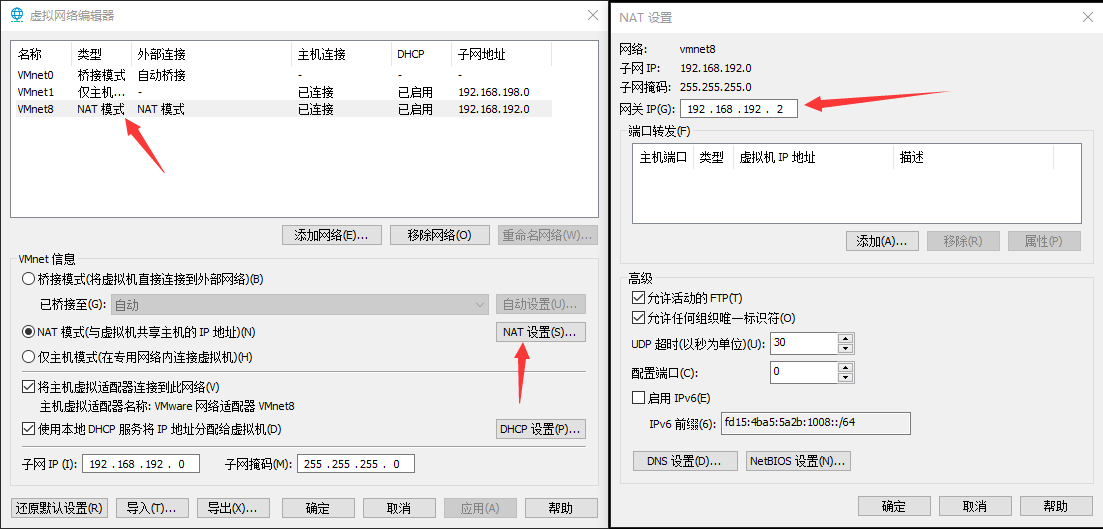 虚拟网络编辑器
名称 类型 外部连接 主机连接 DHCP 子网地址
VMnet0 桥接模式 自动桥接 - - -
VMnet1 仅主机... - 已连接 已启用 192.168.198.0
VMnet8 NAT 模式 NAT 模式 已连接 已启用 192.168.192.0
添加网络(E)... 移除网络(O) 重命名网络(W)...
VMnet 信息
桥接模式(将虚拟机直接连接到外部网络)(B)
已桥接至(G): 自动 自动设置(U)...
NAT 模式(与虚拟机共享主机的 IP 地址)(N) NAT 设置(S)...
仅主机模式(在专用网络内连接虚拟机)(H)
将主机虚拟适配器连接到此网络(V)
主机虚拟适配器名称: VMware 网络适配器 VMnet8
使用本地 DHCP 服务将 IP 地址分配给虚拟机(D) DHCP 设置(P)...
子网 IP (I): 192 .168 .192 . 0 子网掩码(M): 255 .255 .255 . 0
还原默认设置(R) 导入(T)... 导出(X)... 确定 取消 应用(A) 帮助
NAT 设置
网络: vmnet8
子网 IP: 192.168.192.0
子网掩码: 255.255.255.0
网关 IP(G): 192 .168 .192 . 2
端口转发(F)
主机端口 类型 虚拟机 IP 地址 描述
添加(A)... 移除(R) 属性(P)
高级
允许活动的 FTP(T)
允许任何组织唯一标识符(O)
UDP 超时(以秒为单位)(U): 30
配置端口(C): 0
启用 IPv6(E)
IPv6 前缀(6): fd15:4ba5:5a2b:1008::/64
DNS 设置(D)... NetBIOS 设置(N)...
确定 取消 帮助